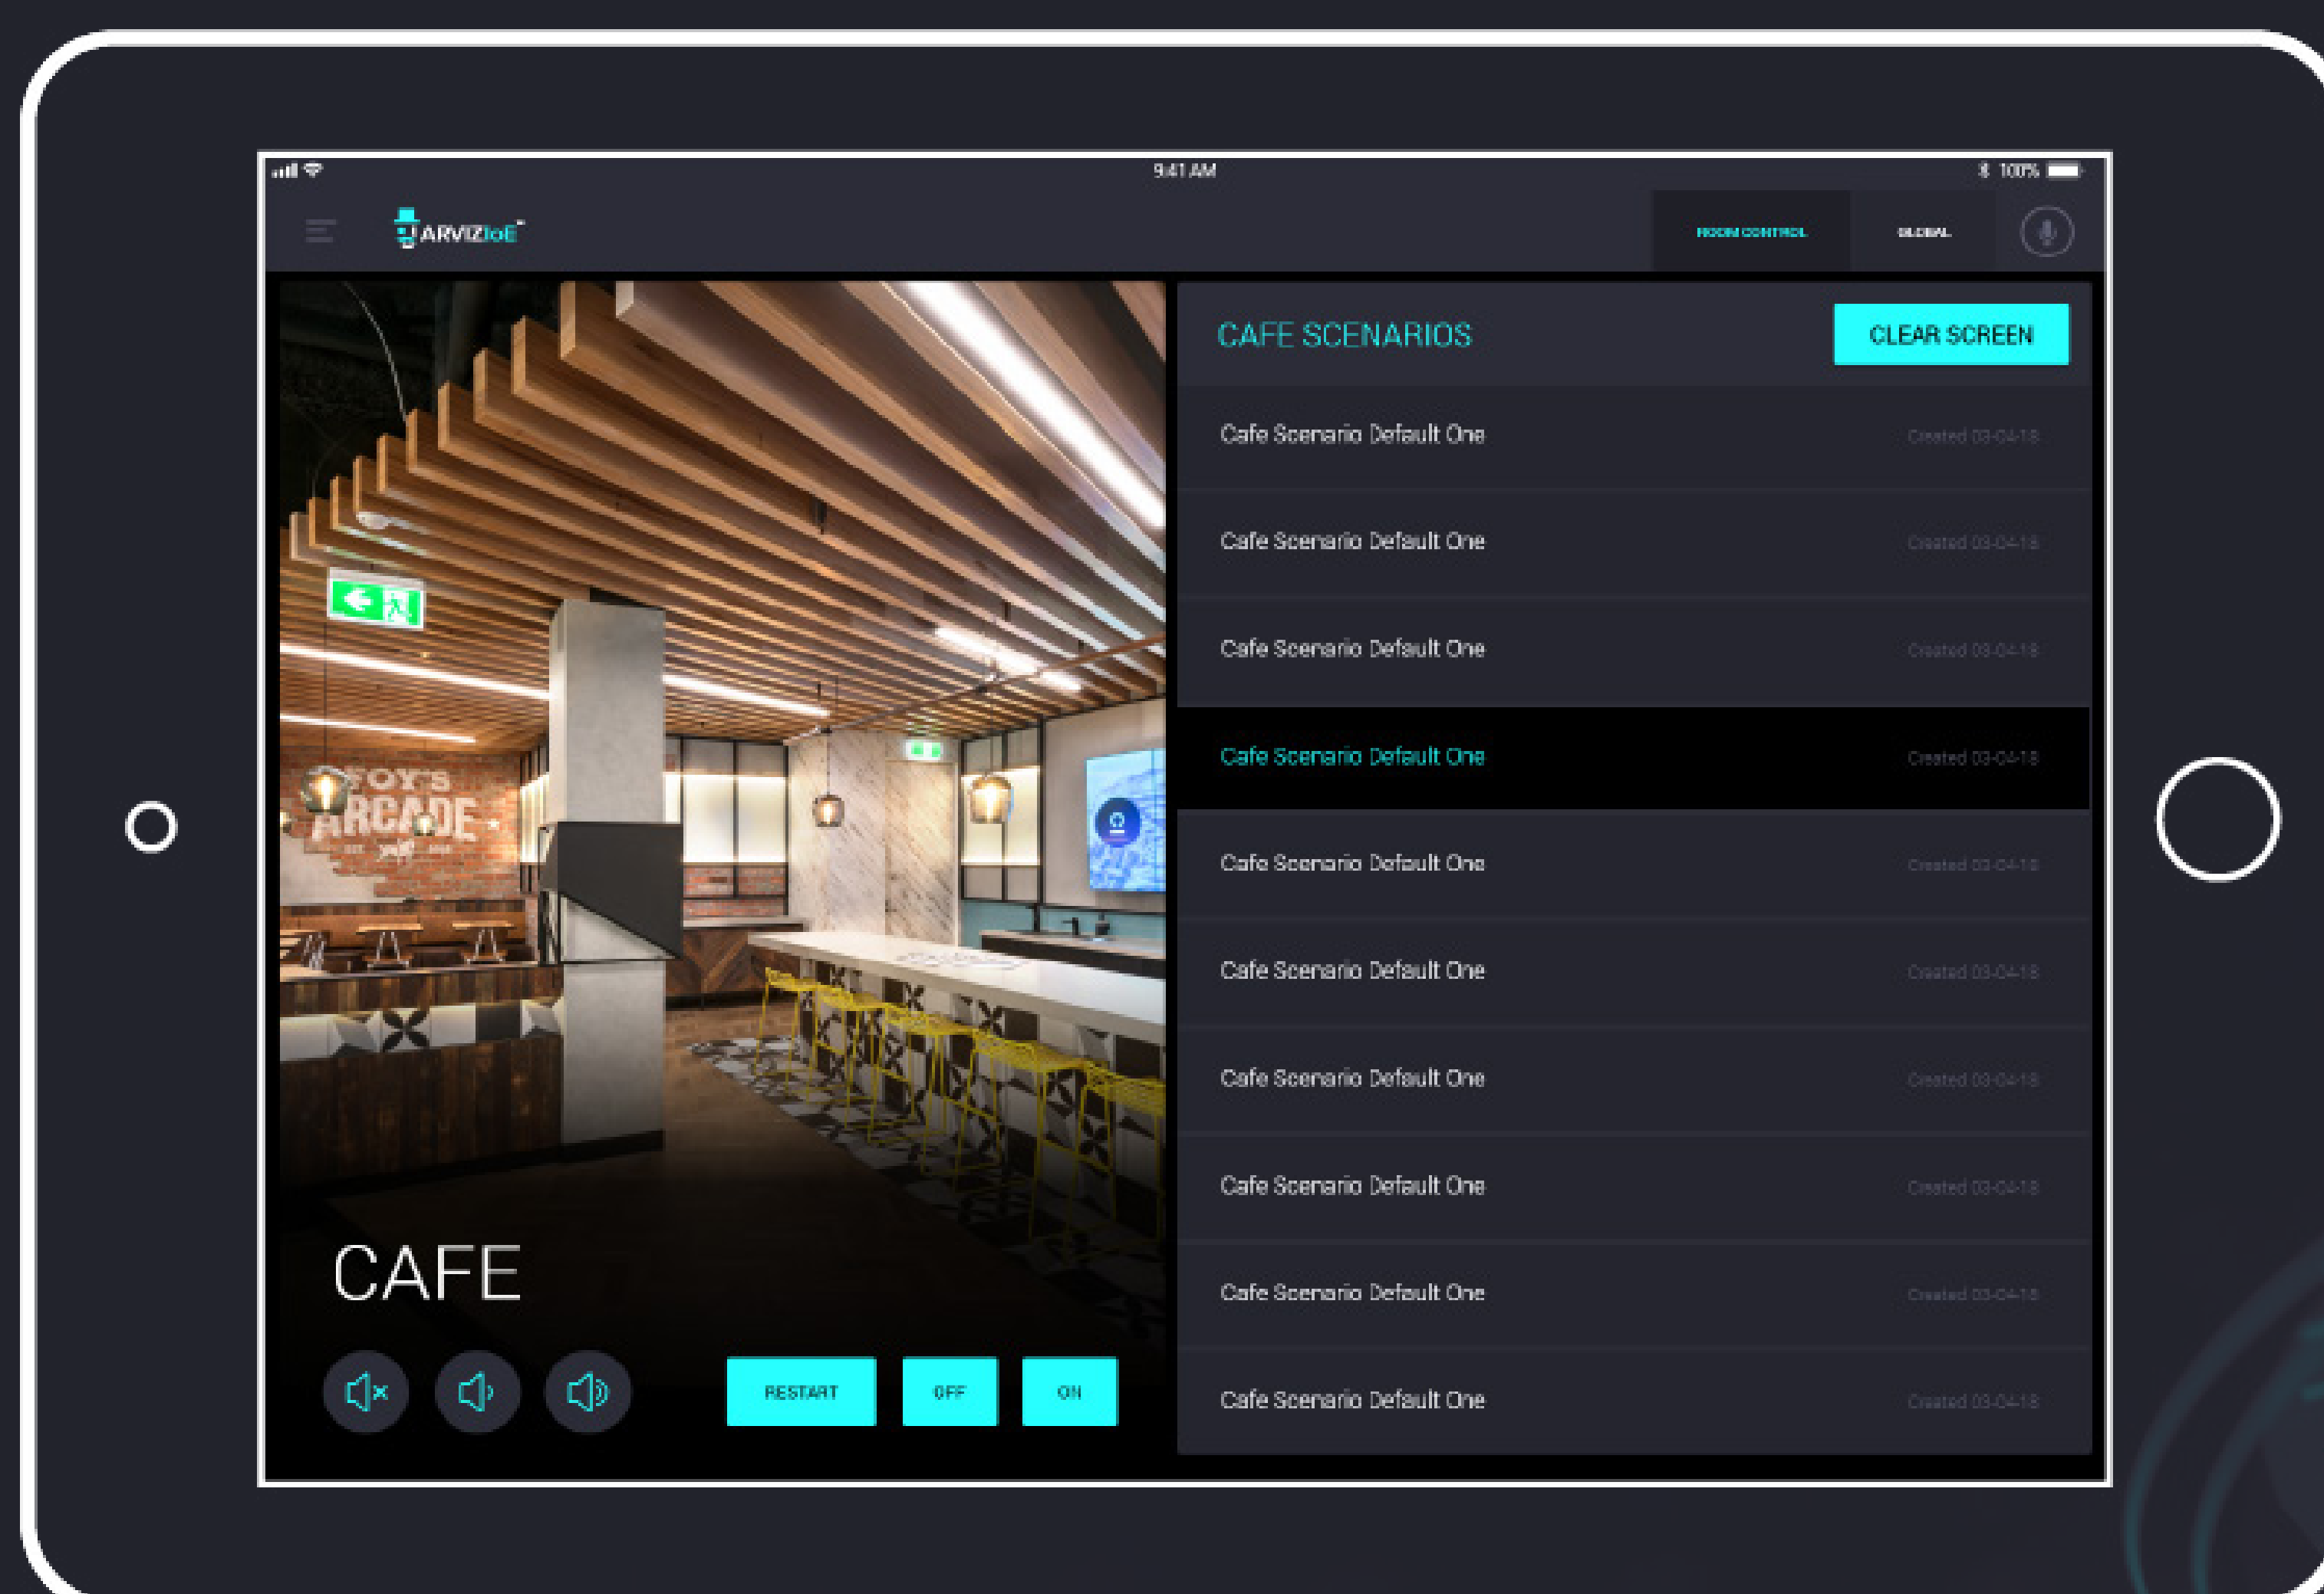 9:41 AM
100%
JARVIZIoE™
ROOM CONTROL
GLOBAL
CAFE SCENARIOS
CLEAR SCREEN
Cafe Scenario Default One
Created 03-04-18
Cafe Scenario Default One
Created 03-04-18
Cafe Scenario Default One
Created 03-04-18
Cafe Scenario Default One
Created 03-04-18
Cafe Scenario Default One
Created 03-04-18
Cafe Scenario Default One
Created 03-04-18
Cafe Scenario Default One
Created 03-04-18
Cafe Scenario Default One
Created 03-04-18
Cafe Scenario Default One
Created 03-04-18
Cafe Scenario Default One
Created 03-04-18
FOY'S
ARCADE
CAFE
RESTART
OFF
ON